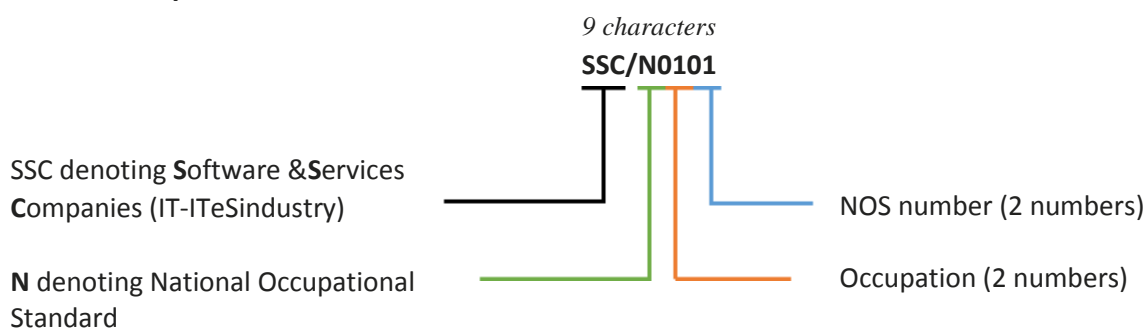 9 characters
SSC/N0101
SSC denoting Software &Services
Companies (IT-ITeSindustry)
NOS number (2 numbers)
N denoting National Occupational
Standard
Occupation (2 numbers)